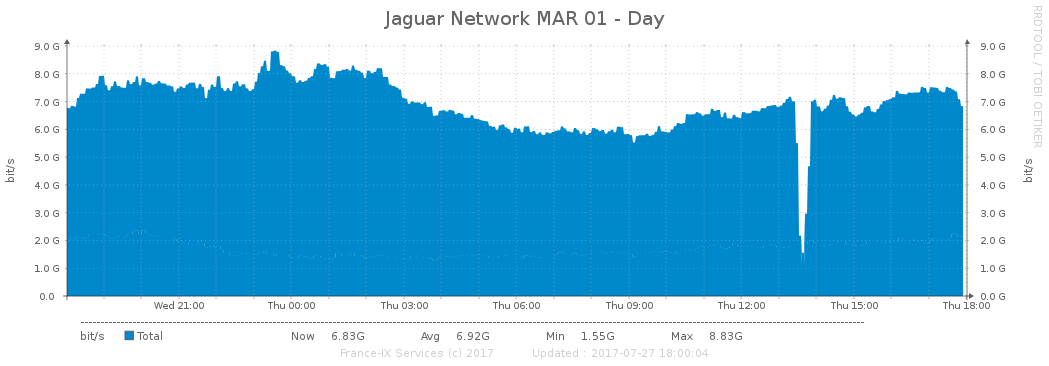 Jaguar Network MAR 01 - Day
RRDTOOL / TOBI OETIKER
bit/s
9.0 G
8.0 G
7.0 G
6.0 G
5.0 G
4.0 G
3.0 G
2.0 G
1.0 G
0.0
9.0 G
8.0 G
7.0 G
6.0 G
5.0 G
4.0 G
3.0 G
2.0 G
1.0 G
0.0 G
bit/s
Wed 21:00 Thu 00:00 Thu 03:00 Thu 06:00 Thu 09:00 Thu 12:00 Thu 15:00 Thu 18:00
bit/s Total Now 6.83G Avg 6.92G Min 1.55G Max 8.83G
France-IX Services (c) 2017 Updated : 2017-07-27 18:00:04